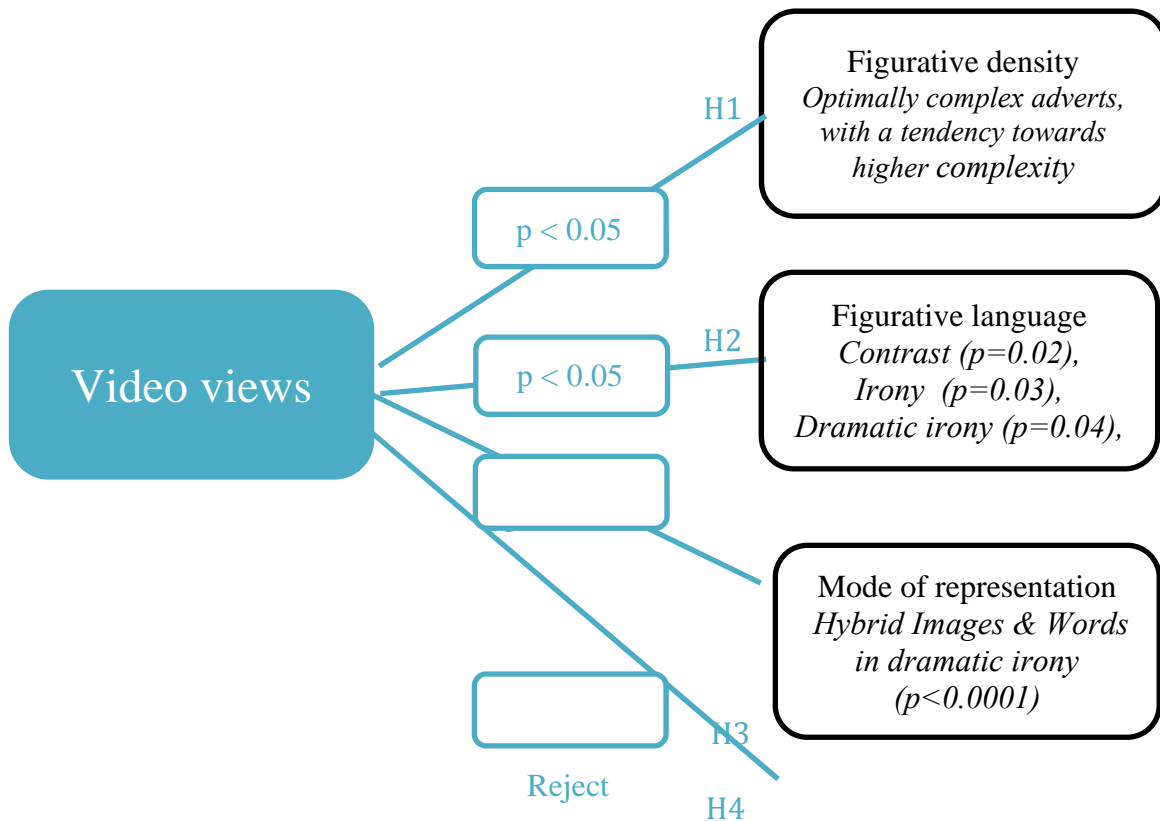 Figurative density
Optimally complex adverts,
with a tendency towards
higher complexity
H1
p < 0.05
Video views
H2
p < 0.05
Figurative language
Contrast (p=0.02),
Irony (p=0.03),
Dramatic irony (p=0.04),
Mode of representation
Hybrid Images & Words
in dramatic irony
(p<0.0001)
H3
Reject
H4